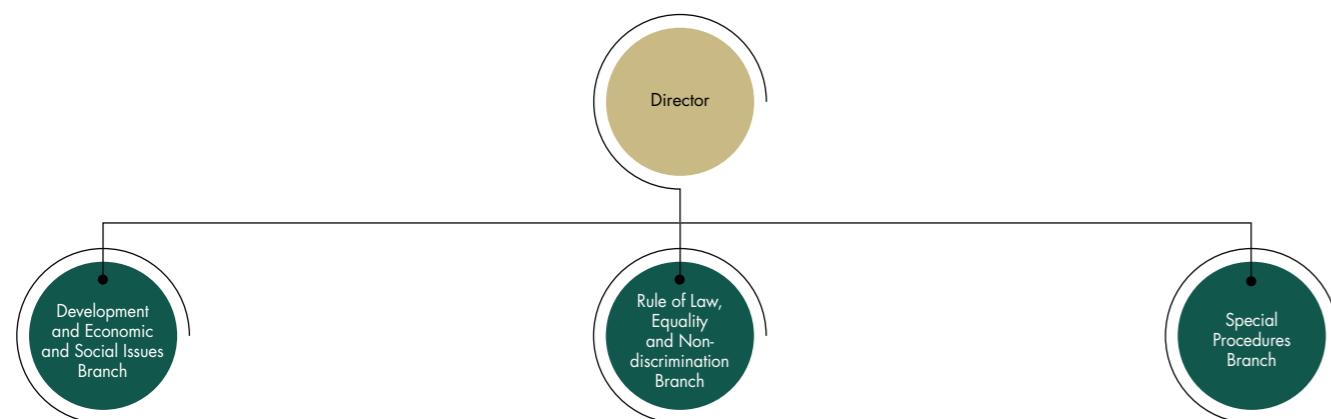 Director
Development
and Economic
and Social Issues
Branch
Rule of Law,
Equality
and Non-
discrimination
Branch
Special
Procedures
Branch